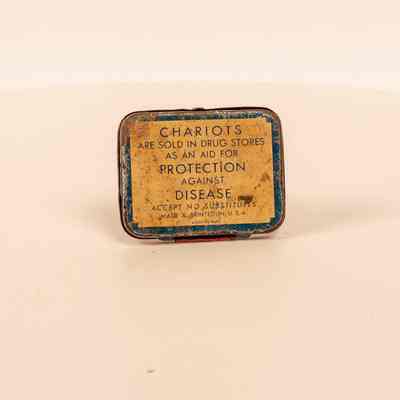 CHARIOTS
ARE SOLD IN DRUG STORES
AS AN AID FOR
PROTECTION
AGAINST
DISEASE
ACCEPT NO SUBSTITUTES
MADE & PRINTED IN U.S.A.